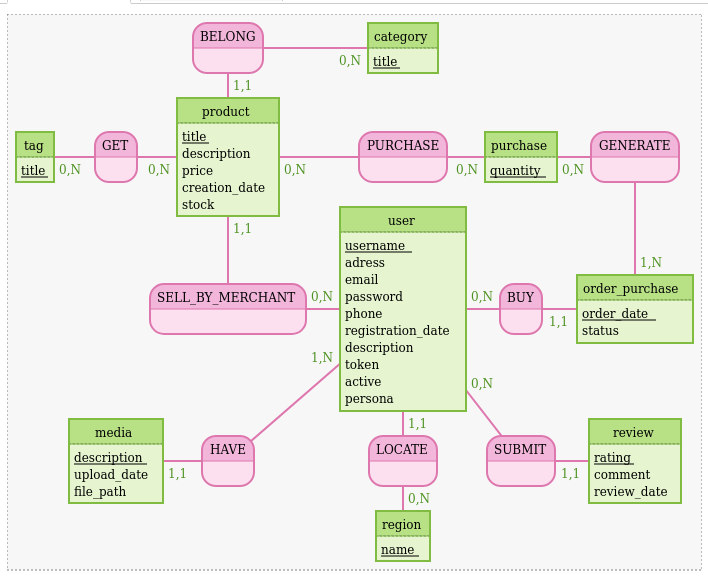 BELONG
category
title
0,N
1,1
product
title
description
price
creation_date
stock
tag
title
0,N
GET
0,N
0,N
PURCHASE
0,N
purchase
quantity
0,N
GENERATE
1,1
1,N
SELL_BY_MERCHANT
0,N
user
username
adress
email
password
phone
registration_date
description
token
active
persona
0,N
BUY
1,1
order_purchase
order_date
status
1,N
0,N
1,1
media
description
upload_date
file_path
1,1
HAVE
LOCATE
SUBMIT
1,1
review
rating
comment
review_date
0,N
region
name